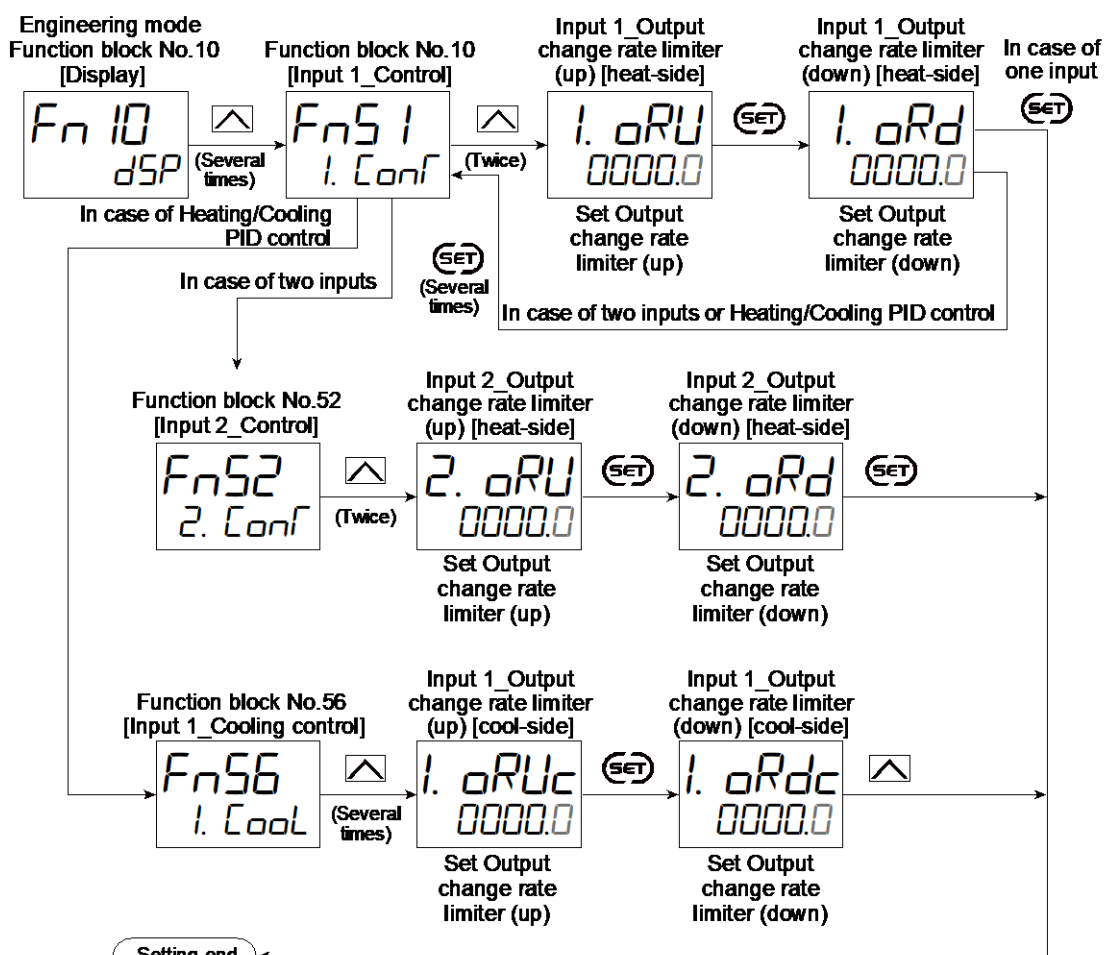 Engineering mode
Function block No.10
[Display]
Function block No.10
[Input 1_Control]
Input 1_Output
change rate limiter
(up) [heat-side]
Input 1_Output
change rate limiter
(down) [heat-side]
In case of
one input
SET
Fn 10
dSP
(Several
times)
Fn51
1. ConT
(Twice)
1. oRU
0000.0
SET
1. oRd
0000.0
In case of Heating/Cooling
PID control
Set Output
change rate
limiter (up)
Set Output
change rate
limiter (down)
In case of two inputs
SET
(Several
times)
In case of two inputs or Heating/Cooling PID control
Function block No.52
[Input 2_Control]
Input 2_Output
change rate limiter
(up) [heat-side]
Input 2_Output
change rate limiter
(down) [heat-side]
Fn52
2. ConT
(Twice)
2. oRU
0000.0
SET
2. oRd
0000.0
SET
Set Output
change rate
limiter (up)
Set Output
change rate
limiter (down)
Function block No.56
[Input 1_Cooling control]
Input 1_Output
change rate limiter
(up) [cool-side]
Input 1_Output
change rate limiter
(down) [cool-side]
Fn56
1. CooL
(Several
times)
1. oRUc
0000.0
SET
1. oRdc
0000.0
Set Output
change rate
limiter (up)
Set Output
change rate
limiter (down)
Setting end